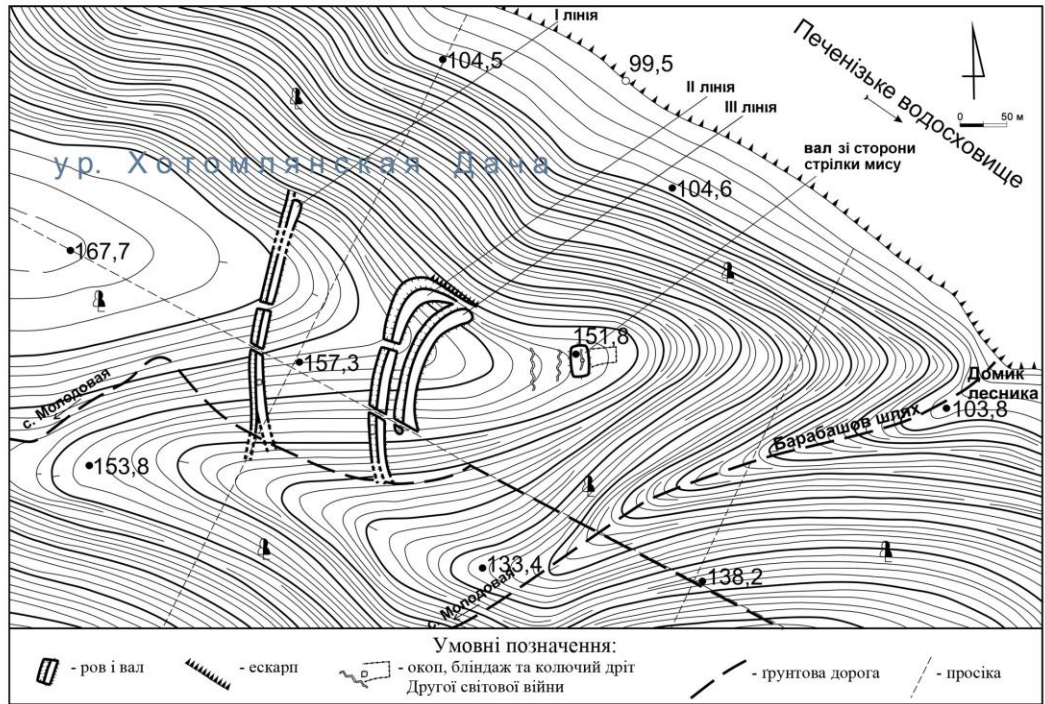 I лінія
104,5
99,5
Печенізьке водосховище
0 50 м
II лінія
III лінія
вал зі сторони
стрілки мису
ур. Хотомлянская Дача
104,6
167,7
151,8
157,3
с. Молодовая
Домик
лесника
103,8
Барабашов шлях
153,8
133,4
с. Молодовая
138,2
Умовні позначення:
- ров і вал
- ескарп
- окоп, бліндаж та колючий дріт
Другої світової війни
- ґрунтова дорога
- просіка